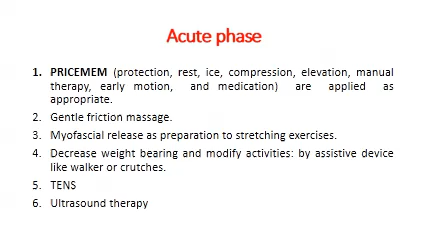 Acute phase
1. PRICEMEM (protection, rest, ice, compression, elevation, manual
therapy, early motion, and medication) are applied as
appropriate.
2. Gentle friction massage.
3. Myofascial release as preparation to stretching exercises.
4. Decrease weight bearing and modify activities: by assistive device
like walker or crutches.
5. TENS
6. Ultrasound therapy